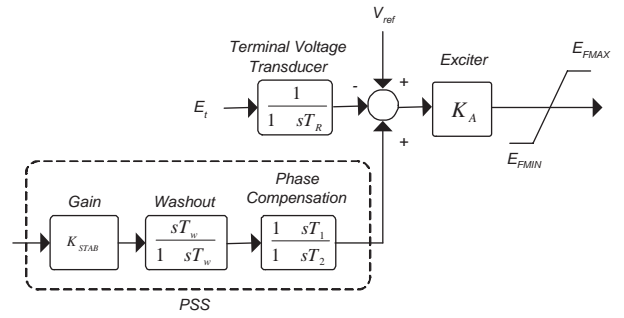 V_ref
Terminal Voltage
Transducer
Exciter
E_FMAX
-
+
E_t
1
1 sT_R
K_A
+
E_FMIN
Gain
Washout
Phase
Compensation
K_STAB
sT_w
1 sT_w
1 sT_1
1 sT_2
PSS